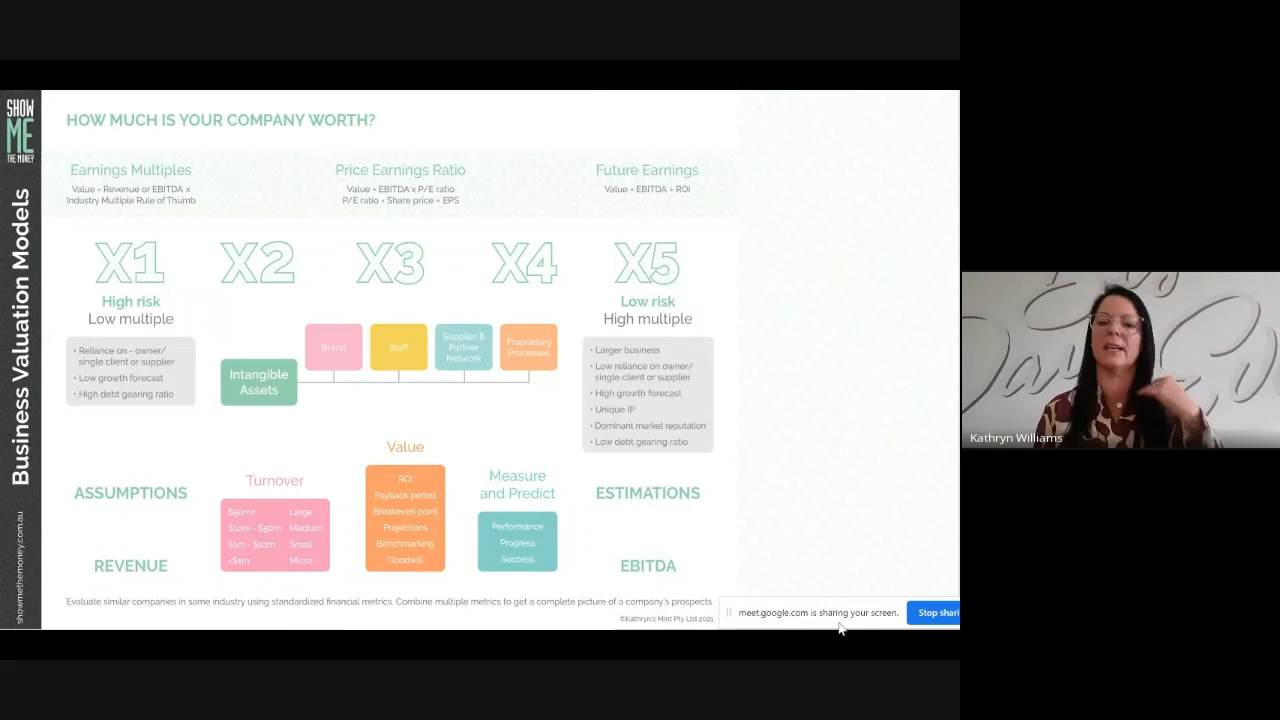 SHOW
ME
THE MONEY
Business Valuation Models
showmethemoney.com.au
HOW MUCH IS YOUR COMPANY WORTH?
Earnings Multiples
Value = Revenue or EBITDA x
Industry Multiple Rule of Thumb
Price Earnings Ratio
Value = EBITDA x P/E ratio
P/E ratio = Share price ÷ EPS
Future Earnings
Value = EBITDA ÷ ROI
X1
X2
X3
X4
X5
High risk
Low multiple
• Reliance on - owner/
single client or supplier
• Low growth forecast
• High debt gearing ratio
Intangible
Assets
Brand
Staff
Supplier &
Partner
Network
Proprietary
Processes
Low risk
High multiple
• Larger business
• Low reliance on owner/
single client or supplier
• High growth forecast
• Unique IP
• Dominant market reputation
• Low debt gearing ratio
ASSUMPTIONS
REVENUE
Turnover
$50m+ Large
$10m - $50m Medium
$1m - $10m Small
<$1m Micro
Value
ROI
Payback period
Breakeven point
Projections
Benchmarking
Goodwill
Measure
and Predict
Performance
Progress
Success
ESTIMATIONS
EBITDA
Evaluate similar companies in same industry using standardized financial metrics. Combine multiple metrics to get a complete picture of a company's prospects
©Kathryn's Mint Pty Ltd 2021
meet.google.com is sharing your screen.
Stop shari
Kathryn Williams